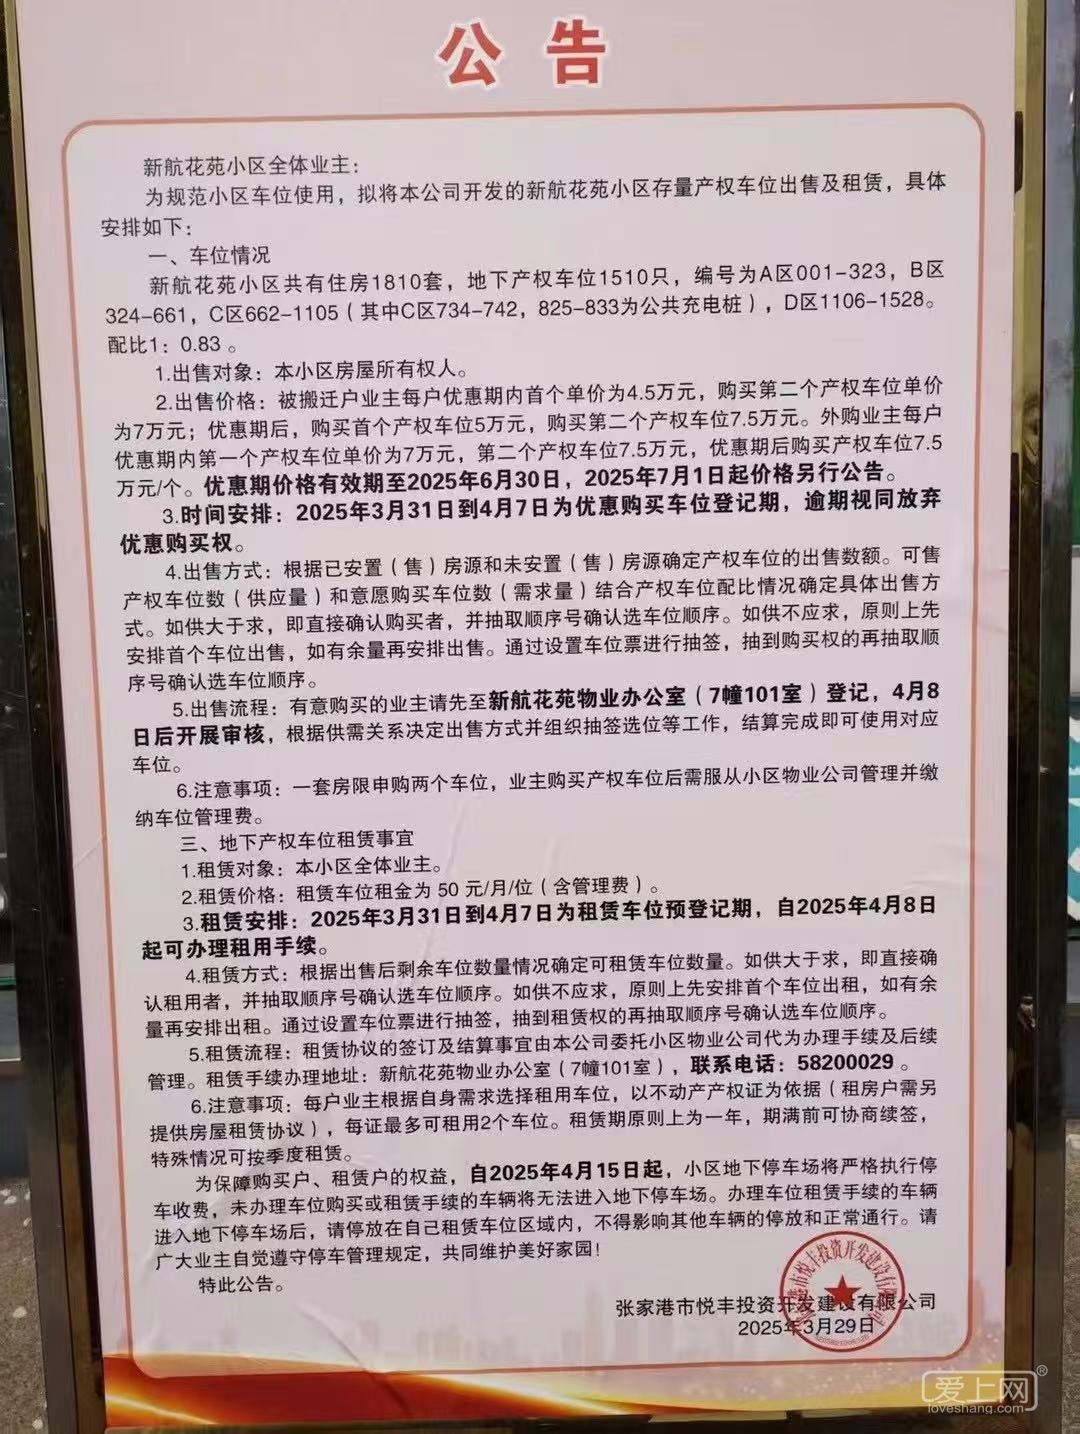 公告
新航花苑小区全体业主：
为规范小区车位使用，拟将本公司开发的新航花苑小区存量产权车位出售及租赁，具体
安排如下：
一、车位情况
新航花苑小区共有住房1810套，地下产权车位1510只，编号为A区001-323，B区
324-661，C区662-1105（其中C区734-742，825-833为公共充电桩），D区1106-1528。
配比1：0.83 。
1.出售对象：本小区房屋所有权人。
2.出售价格：被搬迁户业主每户优惠期内首个单价为4.5万元，购买第二个产权车位单价
为7万元；优惠期后，购买首个产权车位5万元，购买第二个产权车位7.5万元。外购业主每户
优惠期内第一个产权车位单价为7万元，第二个产权车位7.5万元，优惠期后购买产权车位7.5
万元/个。优惠期价格有效期至2025年6月30日，2025年7月1日起价格另行公告。
3.时间安排：2025年3月31日到4月7日为优惠购买车位登记期，逾期视同放弃
优惠购买权。
4.出售方式：根据已安置（售）房源和未安置（售）房源确定产权车位的出售数额。可售
产权车位数（供应量）和意愿购买车位数（需求量）结合产权车位配比情况确定具体出售方
式。如供大于求，即直接确认购买者，并抽取顺序号确认选车位顺序。如供不应求，原则上先
安排首个车位出售，如有余量再安排出售。通过设置车位票进行抽签，抽到购买权的再抽取顺
序号确认选车位顺序。
5.出售流程：有意购买的业主请先至新航花苑物业办公室（7幢101室）登记，4月8
日后开展审核，根据供需关系决定出售方式并组织抽签选位等工作，结算完成即可使用对应
车位。
6.注意事项：一套房限申购两个车位，业主购买产权车位后需服从小区物业公司管理并缴
纳车位管理费。
三、地下产权车位租赁事宜
1.租赁对象：本小区全体业主。
2.租赁价格：租赁车位租金为 50 元/月/位（含管理费）。
3.租赁安排：2025年3月31日到4月7日为租赁车位预登记期，自2025年4月8日
起可办理租用手续。
4.租赁方式：根据出售后剩余车位数量情况确定可租赁车位数量。如供大于求，即直接确
认租用者，并抽取顺序号确认选车位顺序。如供不应求，原则上先安排首个车位出租，如有余
量再安排出租。通过设置车位票进行抽签，抽到租赁权的再抽取顺序号确认选车位顺序。
5.租赁流程：租赁协议的签订及结算事宜由本公司委托小区物业公司代为办理手续及后续
管理。租赁手续办理地址：新航花苑物业办公室（7幢101室），联系电话：58200029 。
6.注意事项：每户业主根据自身需求选择租用车位，以不动产产权证为依据（租房户需另
提供房屋租赁协议），每证最多可租用2个车位。租赁期原则上为一年，期满前可协商续签，
特殊情况可按季度租赁。
为保障购买户、租赁户的权益，自2025年4月15日起，小区地下停车场将严格执行停
车收费，未办理车位购买或租赁手续的车辆将无法进入地下停车场。办理车位租赁手续的车辆
进入地下停车场后，请停放在自己租赁车位区域内，不得影响其他车辆的停放和正常通行。请
广大业主自觉遵守停车管理规定，共同维护美好家园！
特此公告。
张家港市悦丰投资开发建设有限公司
2025年3月29日
爱上网®
loveshang.com